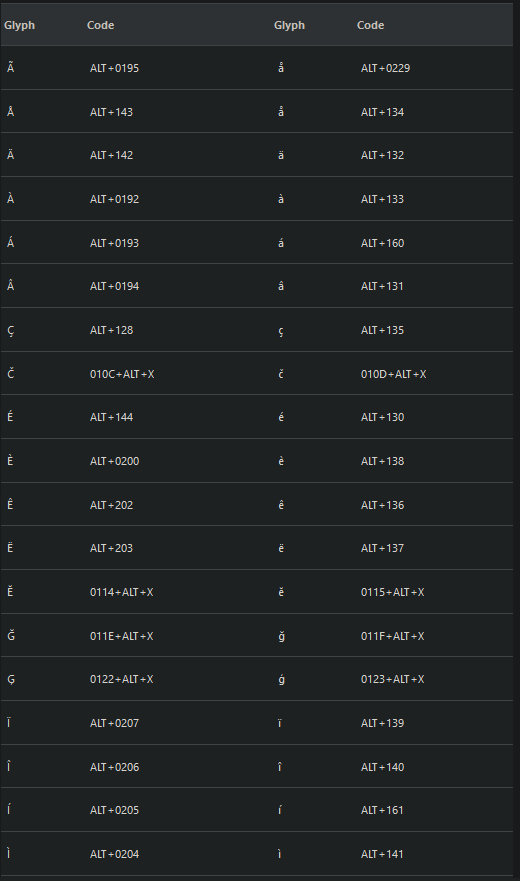 Glyph Code Glyph Code
Ã ALT+0195 å ALT+0229
Å ALT+143 å ALT+134
Ä ALT+142 ä ALT+132
À ALT+0192 à ALT+133
Á ALT+0193 á ALT+160
Â ALT+0194 â ALT+131
Ç ALT+128 ç ALT+135
Č 010C+ALT+X č 010D+ALT+X
É ALT+144 é ALT+130
È ALT+0200 è ALT+138
Ê ALT+202 ê ALT+136
Ë ALT+203 ë ALT+137
Ĕ 0114+ALT+X ĕ 0115+ALT+X
Ğ 011E+ALT+X ğ 011F+ALT+X
Ģ 0122+ALT+X ģ 0123+ALT+X
Ï ALT+0207 ï ALT+139
Î ALT+0206 î ALT+140
Í ALT+0205 í ALT+161
Ì ALT+0204 ì ALT+141